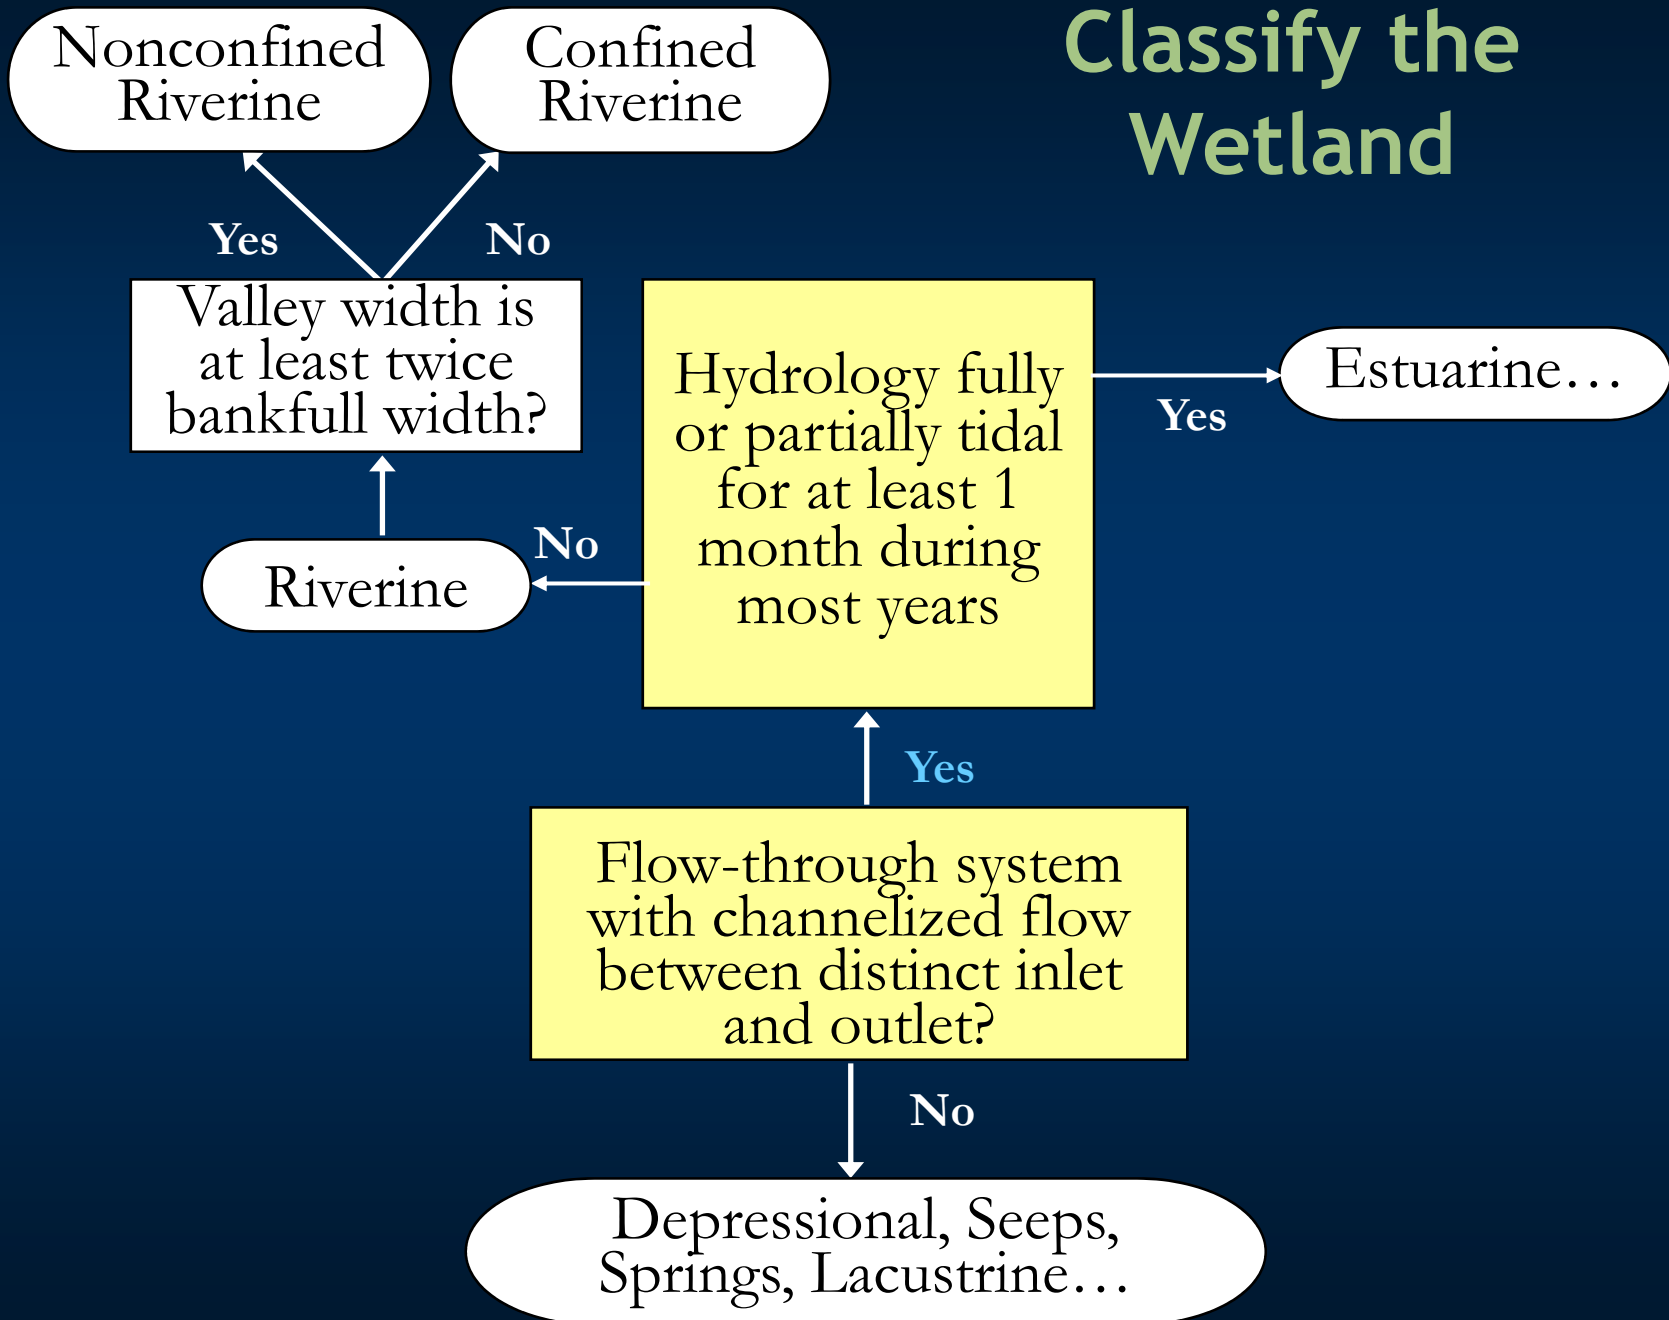 Classify the
Wetland
Nonconfined
Riverine
Confined
Riverine
Yes
No
Valley width is
at least twice
bankfull width?
Hydrology fully
or partially tidal
for at least 1
month during
most years
Yes
Estuarine…
No
Riverine
Yes
Flow-through system
with channelized flow
between distinct inlet
and outlet?
No
Depressional, Seeps,
Springs, Lacustrine…